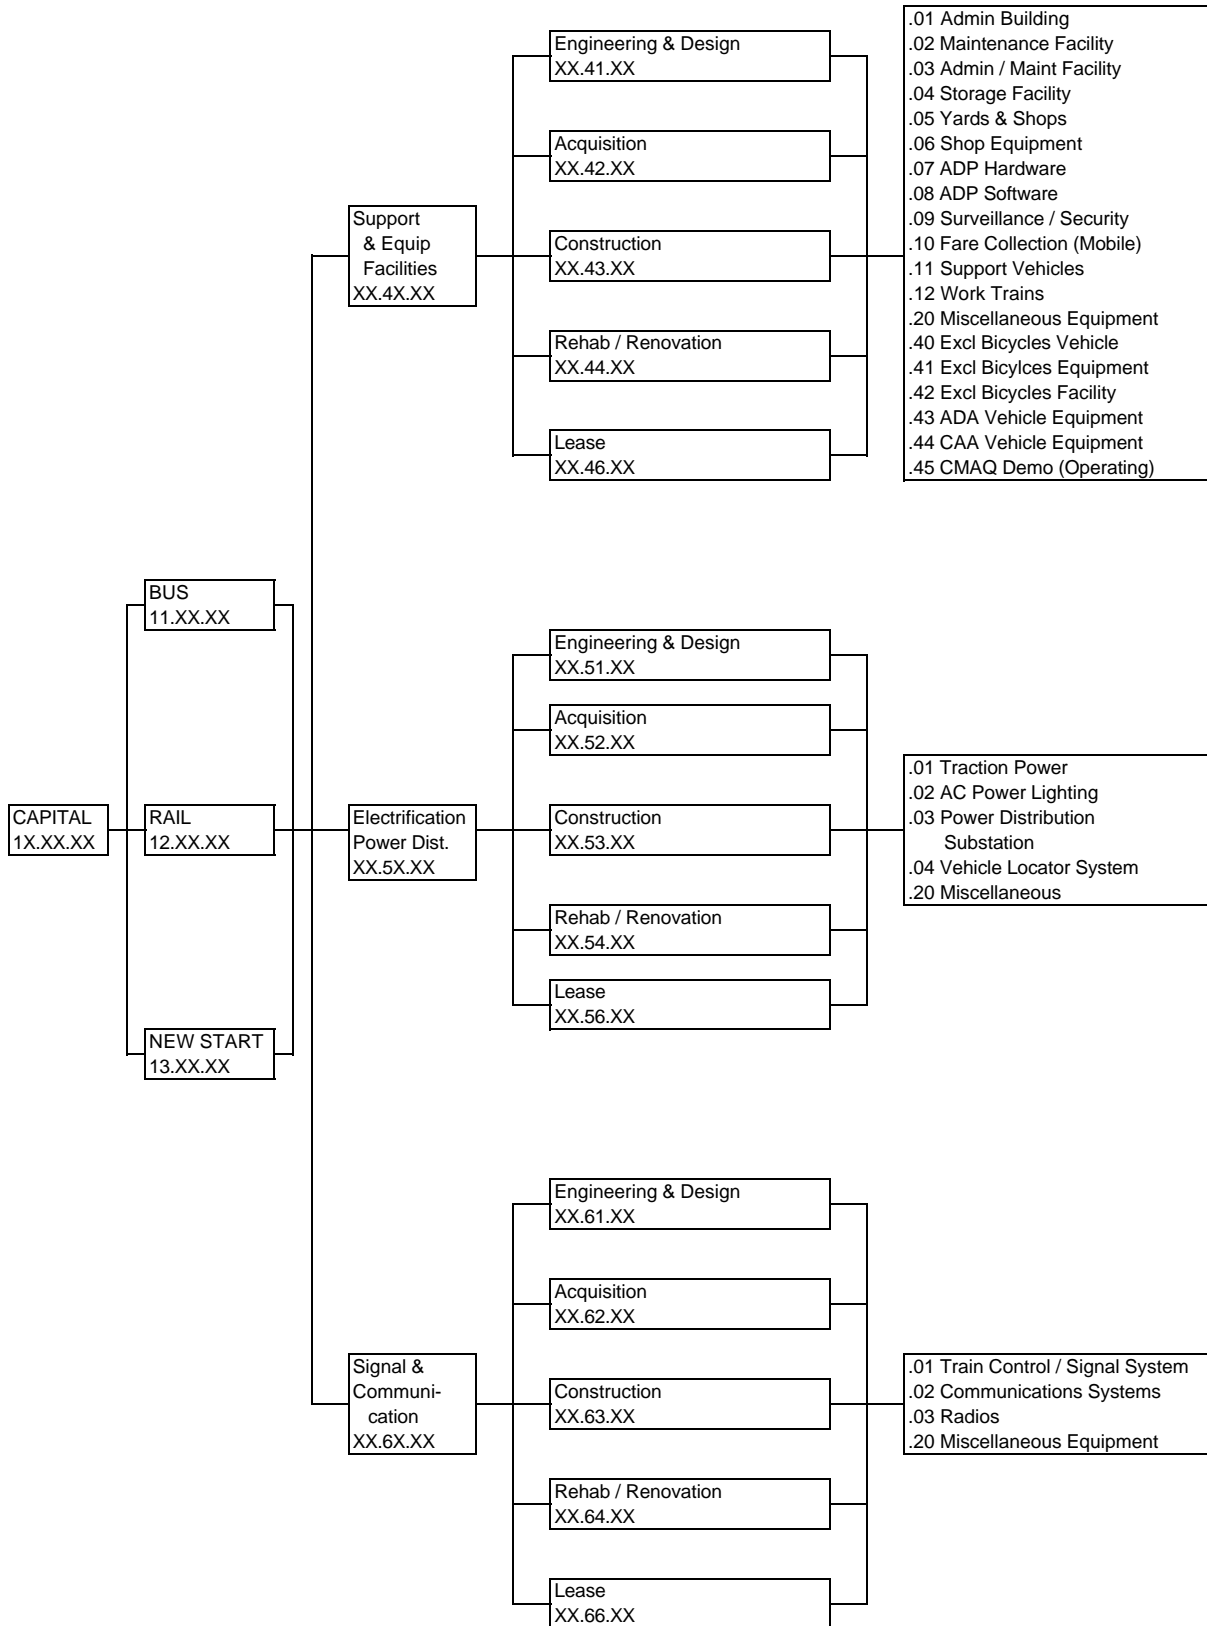 CAPITAL
1X.XX.XX
BUS
11.XX.XX
RAIL
12.XX.XX
NEW START
13.XX.XX
Support
& Equip
Facilities
XX.4X.XX
Engineering & Design
XX.41.XX
Acquisition
XX.42.XX
Construction
XX.43.XX
Rehab / Renovation
XX.44.XX
Lease
XX.46.XX
.01 Admin Building
.02 Maintenance Facility
.03 Admin / Maint Facility
.04 Storage Facility
.05 Yards & Shops
.06 Shop Equipment
.07 ADP Hardware
.08 ADP Software
.09 Surveillance / Security
.10 Fare Collection (Mobile)
.11 Support Vehicles
.12 Work Trains
.20 Miscellaneous Equipment
.40 Excl Bicycles Vehicle
.41 Excl Bicylces Equipment
.42 Excl Bicycles Facility
.43 ADA Vehicle Equipment
.44 CAA Vehicle Equipment
.45 CMAQ Demo (Operating)
Electrification
Power Dist.
XX.5X.XX
Engineering & Design
XX.51.XX
Acquisition
XX.52.XX
Construction
XX.53.XX
Rehab / Renovation
XX.54.XX
Lease
XX.56.XX
.01 Traction Power
.02 AC Power Lighting
.03 Power Distribution
Substation
.04 Vehicle Locator System
.20 Miscellaneous
Signal &
Communi-
cation
XX.6X.XX
Engineering & Design
XX.61.XX
Acquisition
XX.62.XX
Construction
XX.63.XX
Rehab / Renovation
XX.64.XX
Lease
XX.66.XX
.01 Train Control / Signal System
.02 Communications Systems
.03 Radios
.20 Miscellaneous Equipment